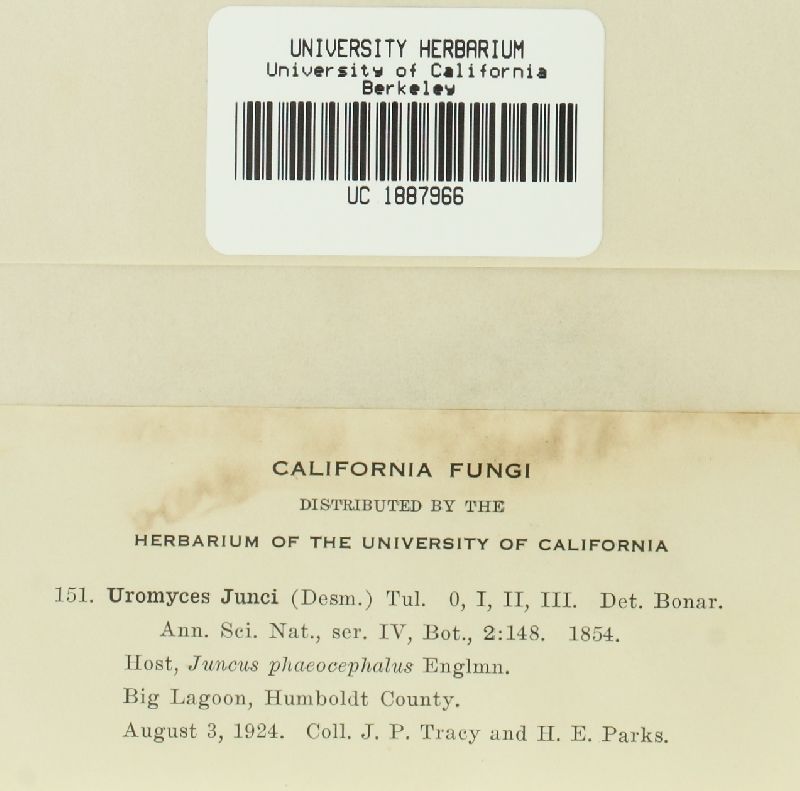 UNIVERSITY HERBARIUM
University of California
Berkeley
UC 1887966
CALIFORNIA FUNGI
DISTRIBUTED BY THE
HERBARIUM OF THE UNIVERSITY OF CALIFORNIA
151. Uromyces Junci (Desm.) Tul. 0, I, II, III. Det. Bonar.
Ann. Sci. Nat., ser. IV, Bot., 2:148. 1854.
Host, Juncus phaeocephalus Englmn.
Big Lagoon, Humboldt County.
August 3, 1924. Coll. J. P. Tracy and H. E. Parks.